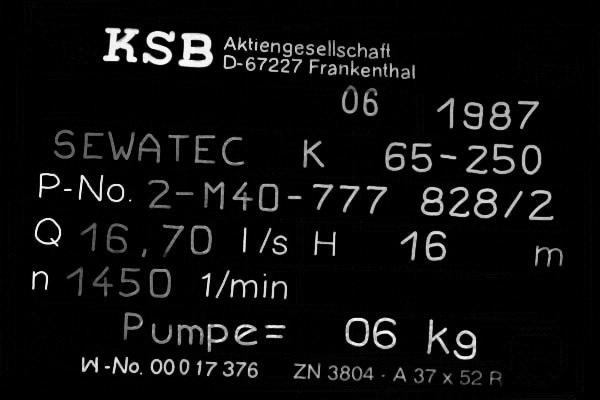 KSB Aktiengesellschaft
D-67227 Frankenthal
06 1987
SEWATEC K 65-250
P-No. 2-M40-777 828/2
Q 16,70 l/s H 16 m
n 1450 1/min
Pumpe= 06 kg
W-No. 00017376 ZN 3804 - A 37 x 52 R